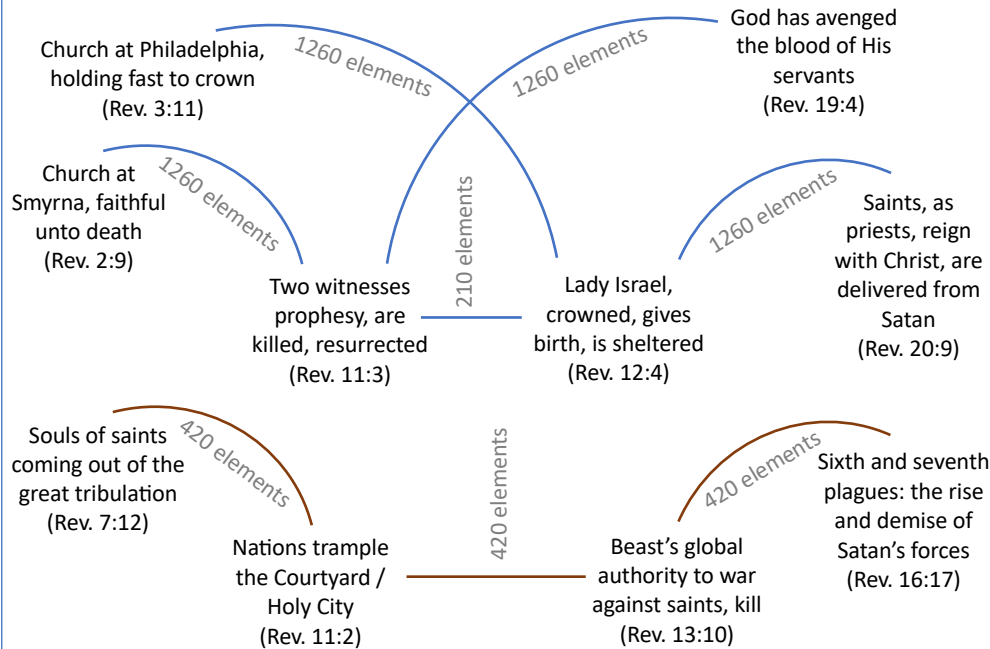 Church at Philadelphia,
holding fast to crown
(Rev. 3:11)
1260 elements
1260 elements
God has avenged
the blood of His
servants
(Rev. 19:4)
Church at
Smyrna, faithful
unto death
(Rev. 2:9)
1260 elements
210 elements
1260 elements
Saints, as
priests, reign
with Christ, are
delivered from
Satan
(Rev. 20:9)
Two witnesses
prophesy, are
killed, resurrected
(Rev. 11:3)
Lady Israel,
crowned, gives
birth, is sheltered
(Rev. 12:4)
Souls of saints
coming out of the
great tribulation
(Rev. 7:12)
420 elements
420 elements
420 elements
Sixth and seventh
plagues: the rise
and demise of
Satan’s forces
(Rev. 16:17)
Nations trample
the Courtyard /
Holy City
(Rev. 11:2)
Beast’s global
authority to war
against saints, kill
(Rev. 13:10)